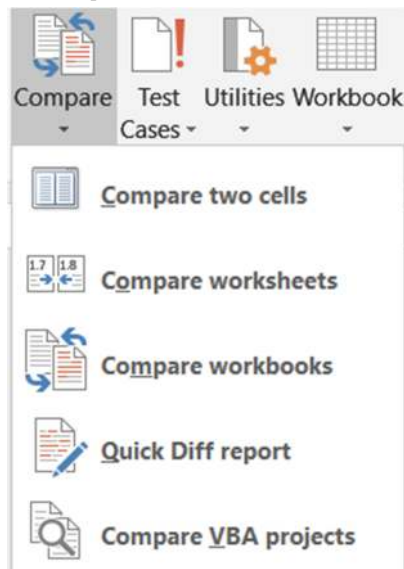 Compare Test Utilities Workbook
Cases
Compare two cells
1.7 1.8
Compare worksheets
Compare workbooks
Quick Diff report
Compare VBA projects